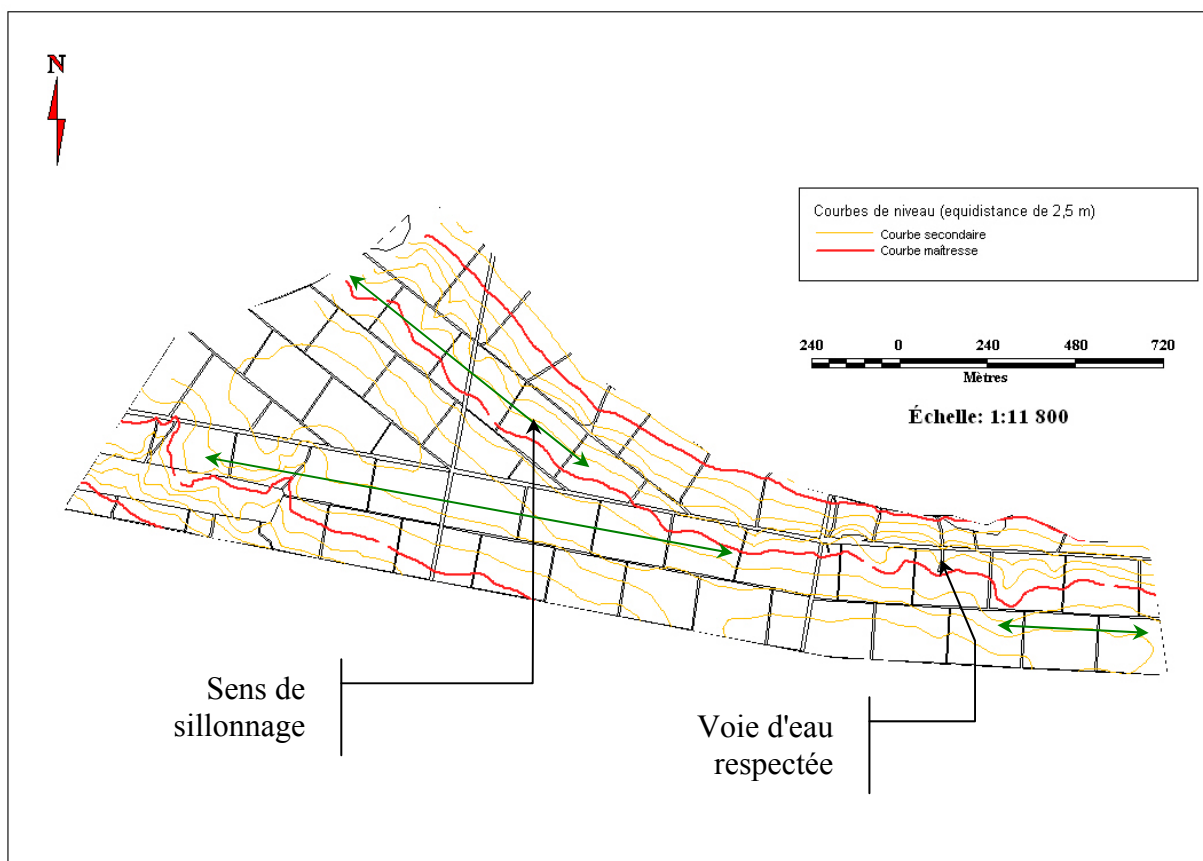 N
Courbes de niveau (equidistance de 2,5 m)
Courbe secondaire
Courbe maîtresse
240 0 240 480 720
Mètres
Échelle: 1:11 800
Sens de
sillonnage
Voie d'eau
respectée